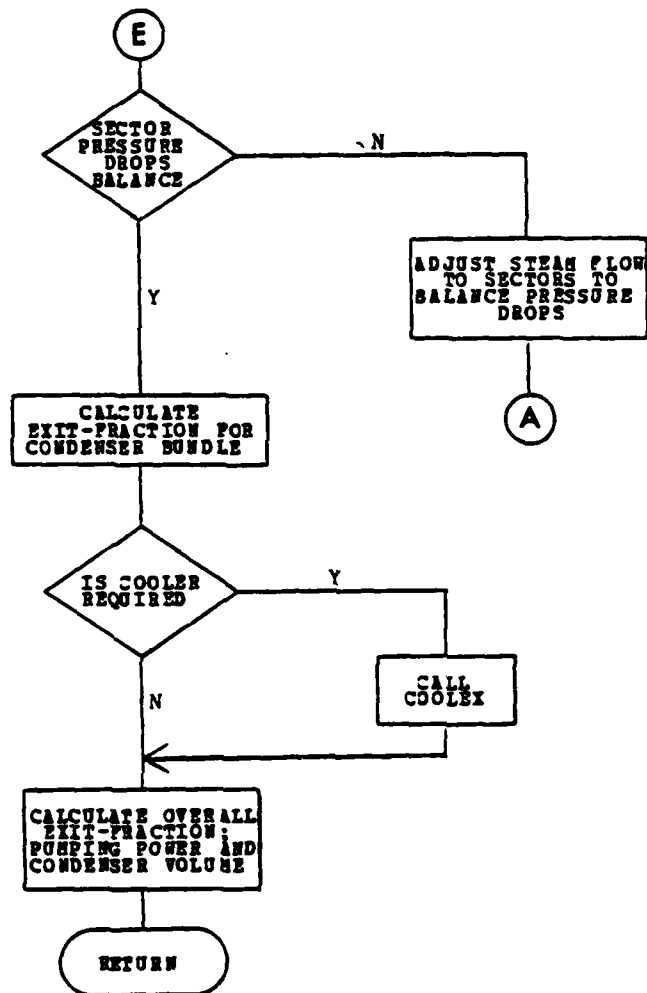 E
SECTOR
PRESSURE
DROPS
BALANCE
N
ADJUST STEAM FLOW
TO SECTORS TO
BALANCE PRESSURE
DROPS
Y
A
CALCULATE
EXIT-FRACTION FOR
CONDENSER BUNDLE
IS COOLER
REQUIRED
Y
N
CALL
COOLEX
CALCULATE OVERALL
EXIT-FRACTION;
PUMPING POWER AND
CONDENSER VOLUME
RETURN